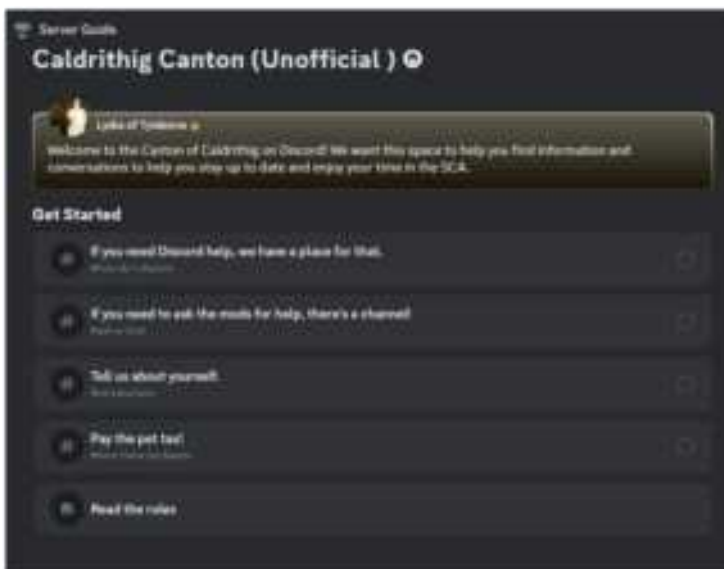 Server Guide
Caldrithig Canton (Unofficial )
Welcome to the Canton of Caldrithig on Discord! We want this space to help you find information and
conversations to help you stay up to date and enjoy your time in the SCA.
Get Started
If you need Discord help, we have a place for that.
If you need to ask the mods for help, there's a channel!
Tell us about yourself.
Pay the pet tax!
Read the rules